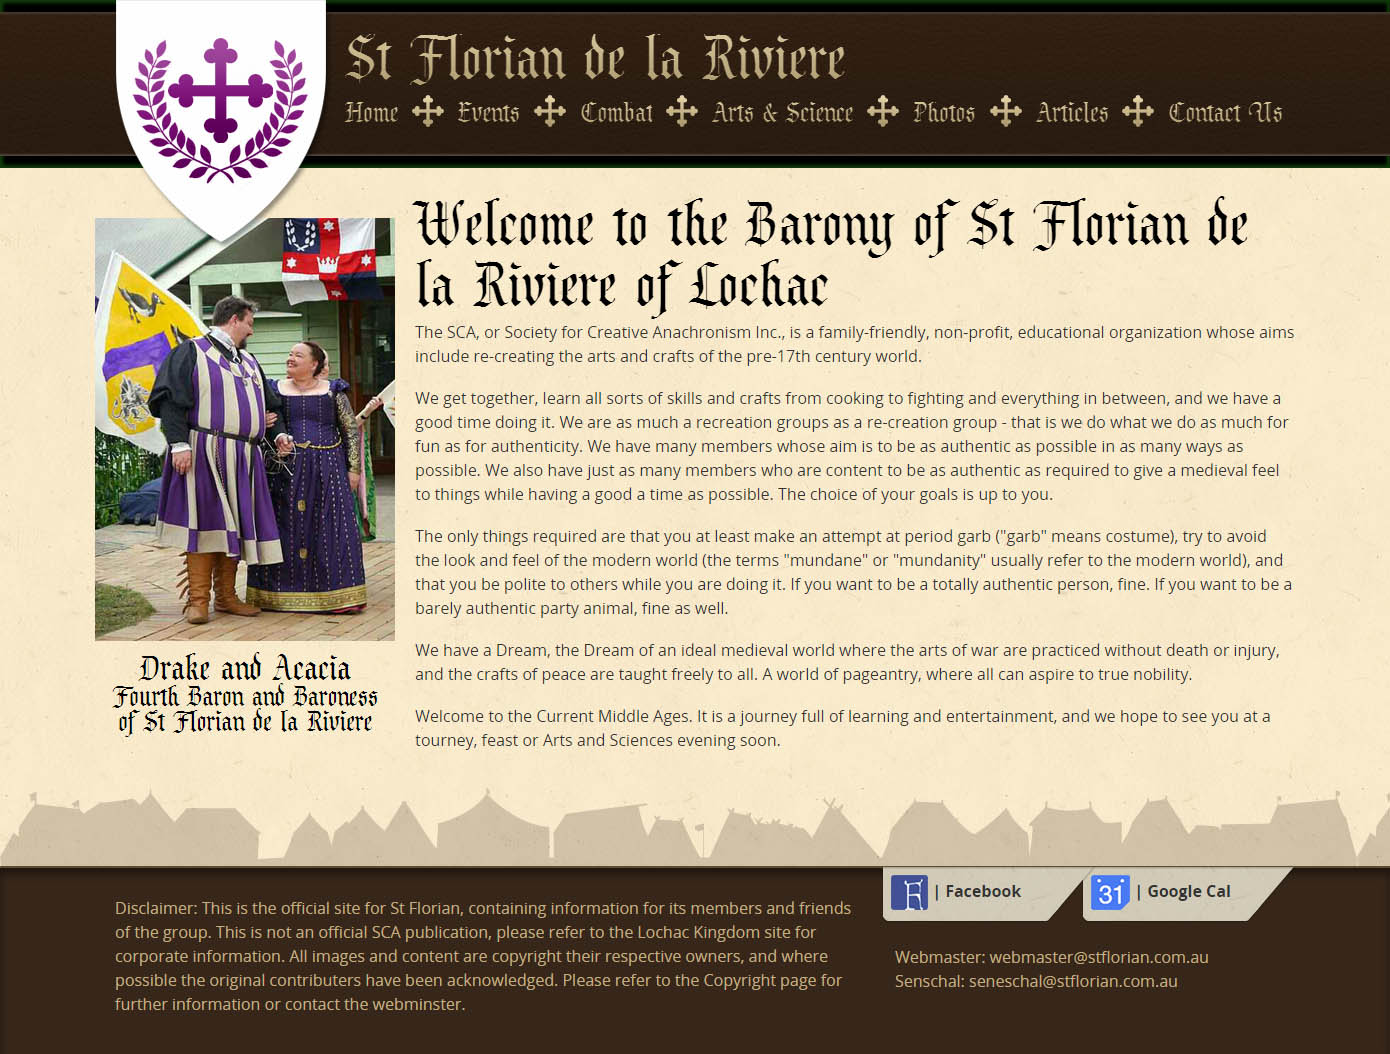 St Florian de la Riviere
Home Events Combat Arts & Science Photos Articles Contact Us
Welcome to the Barony of St Florian de
la Riviere of Lochac
The SCA, or Society for Creative Anachronism Inc., is a family-friendly, non-profit, educational organization whose aims
include re-creating the arts and crafts of the pre-17th century world.
We get together, learn all sorts of skills and crafts from cooking to fighting and everything in between, and we have a
good time doing it. We are as much a recreation groups as a re-creation group - that is we do what we do as much for
fun as for authenticity. We have many members whose aim is to be as authentic as possible in as many ways as
possible. We also have just as many members who are content to be as authentic as required to give a medieval feel
to things while having a good a time as possible. The choice of your goals is up to you.
The only things required are that you at least make an attempt at period garb ("garb" means costume), try to avoid
the look and feel of the modern world (the terms "mundane" or "mundanity" usually refer to the modern world), and
that you be polite to others while you are doing it. If you want to be a totally authentic person, fine. If you want to be a
barely authentic party animal, fine as well.
We have a Dream, the Dream of an ideal medieval world where the arts of war are practiced without death or injury,
and the crafts of peace are taught freely to all. A world of pageantry, where all can aspire to true nobility.
Welcome to the Current Middle Ages. It is a journey full of learning and entertainment, and we hope to see you at a
tourney, feast or Arts and Sciences evening soon.
Drake and Acacia
Fourth Baron and Baroness
of St Florian de la Riviere
Disclaimer: This is the official site for St Florian, containing information for its members and friends
of the group. This is not an official SCA publication, please refer to the Lochac Kingdom site for
corporate information. All images and content are copyright their respective owners, and where
possible the original contributers have been acknowledged. Please refer to the Copyright page for
further information or contact the webminster.
| Facebook
31 | Google Cal
Webmaster: webmaster@stflorian.com.au
Senschal: seneschal@stflorian.com.au